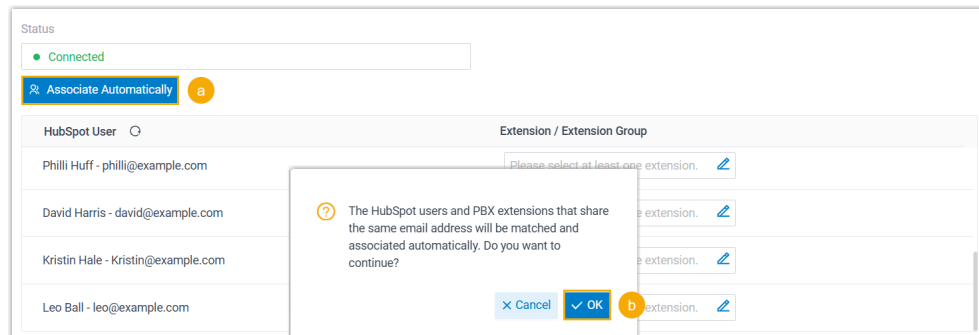 Status
Connected
Associate Automatically
a
HubSpot User
Extension / Extension Group
Philli Huff - philli@example.com
Please select at least one extension.
David Harris - david@example.com
e extension.
Kristin Hale - Kristin@example.com
e extension.
Leo Ball - leo@example.com
extension.
The HubSpot users and PBX extensions that share
the same email address will be matched and
associated automatically. Do you want to
continue?
Cancel
OK
b